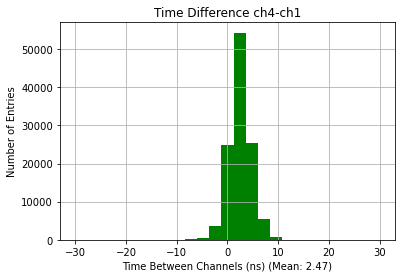 Time Difference ch4-ch1
Number of Entries
50000
40000
30000
20000
10000
0
−30 −20 −10 0 10 20 30
Time Between Channels (ns) (Mean: 2.47)